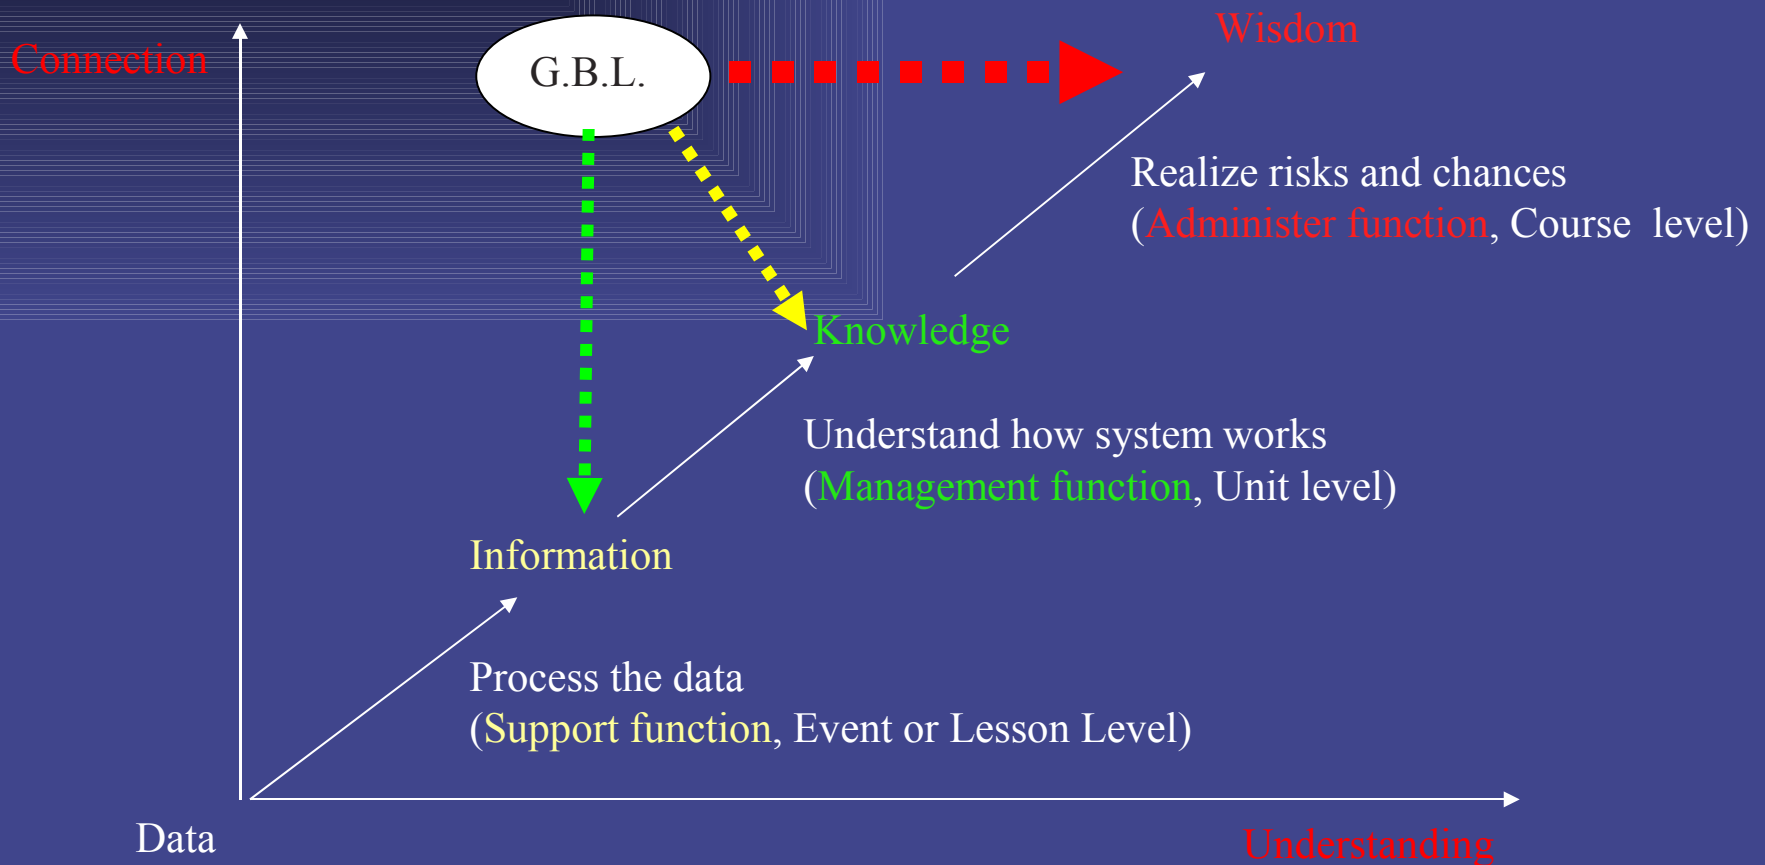 Wisdom
Connection
G.B.L.
Realize risks and chances
(Administer function, Course level)
Knowledge
Understand how system works
(Management function, Unit level)
Information
Process the data
(Support function, Event or Lesson Level)
Data
Understanding